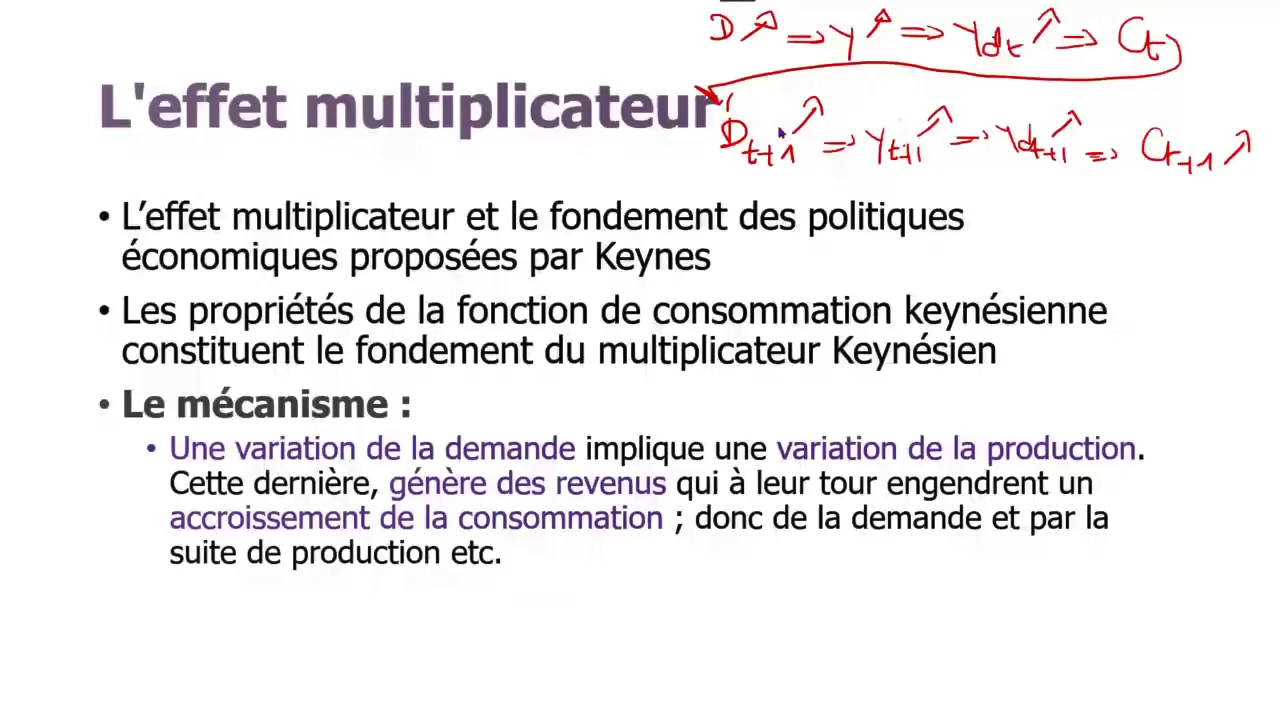 D ↗ ⇒ Y ↗ ⇒ Ydt ↗ ⇒ Ct
L'effet multiplicateur
Dt+1 ↗ ⇒ Yt+1 ↗ ⇒ Ydt+1 ↗ ⇒ Ct+1 ↗
• L’effet multiplicateur et le fondement des politiques
économiques proposées par Keynes
• Les propriétés de la fonction de consommation keynésienne
constituent le fondement du multiplicateur Keynésien
• Le mécanisme :
• Une variation de la demande implique une variation de la production.
Cette dernière, génère des revenus qui à leur tour engendrent un
accroissement de la consommation ; donc de la demande et par la
suite de production etc.